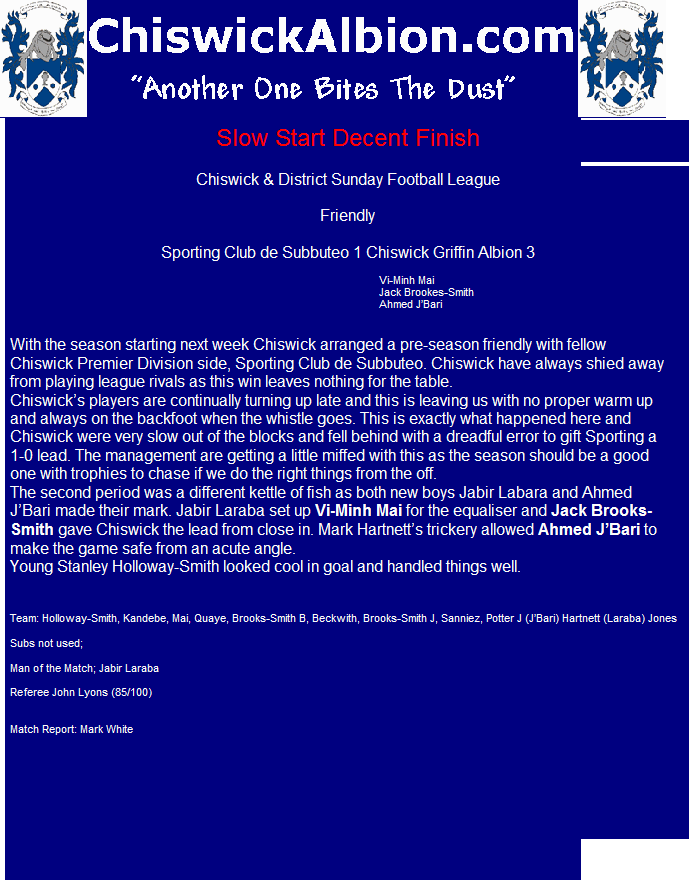 ChiswickAlbion.com
"Another One Bites The Dust"
Slow Start Decent Finish
Chiswick & District Sunday Football League
Friendly
Sporting Club de Subbuteo 1 Chiswick Griffin Albion 3
Vi-Minh Mai
Jack Brookes-Smith
Ahmed J'Bari
With the season starting next week Chiswick arranged a pre-season friendly with fellow
Chiswick Premier Division side, Sporting Club de Subbuteo. Chiswick have always shied away
from playing league rivals as this win leaves nothing for the table.
Chiswick’s players are continually turning up late and this is leaving us with no proper warm up
and always on the backfoot when the whistle goes. This is exactly what happened here and
Chiswick were very slow out of the blocks and fell behind with a dreadful error to gift Sporting a
1-0 lead. The management are getting a little miffed with this as the season should be a good
one with trophies to chase if we do the right things from the off.
The second period was a different kettle of fish as both new boys Jabir Labara and Ahmed
J’Bari made their mark. Jabir Laraba set up Vi-Minh Mai for the equaliser and Jack Brooks-
Smith gave Chiswick the lead from close in. Mark Hartnett’s trickery allowed Ahmed J’Bari to
make the game safe from an acute angle.
Young Stanley Holloway-Smith looked cool in goal and handled things well.
Team: Holloway-Smith, Kandebe, Mai, Quaye, Brooks-Smith B, Beckwith, Brooks-Smith J, Sanniez, Potter J (J'Bari) Hartnett (Laraba) Jones
Subs not used;
Man of the Match; Jabir Laraba
Referee John Lyons (85/100)
Match Report: Mark White